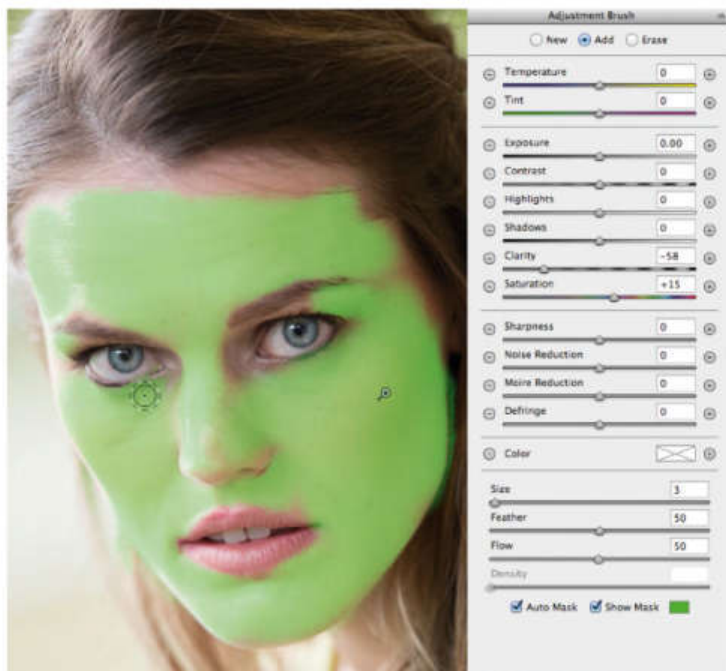 Adjustment Brush
New Add Erase
Temperature 0
Tint 0
Exposure 0.00
Contrast 0
Highlights 0
Shadows 0
Clarity -58
Saturation +15
Sharpness 0
Noise Reduction 0
Moire Reduction 0
Defringe 0
Color
Size 3
Feather 50
Flow 50
Density
Auto Mask Show Mask